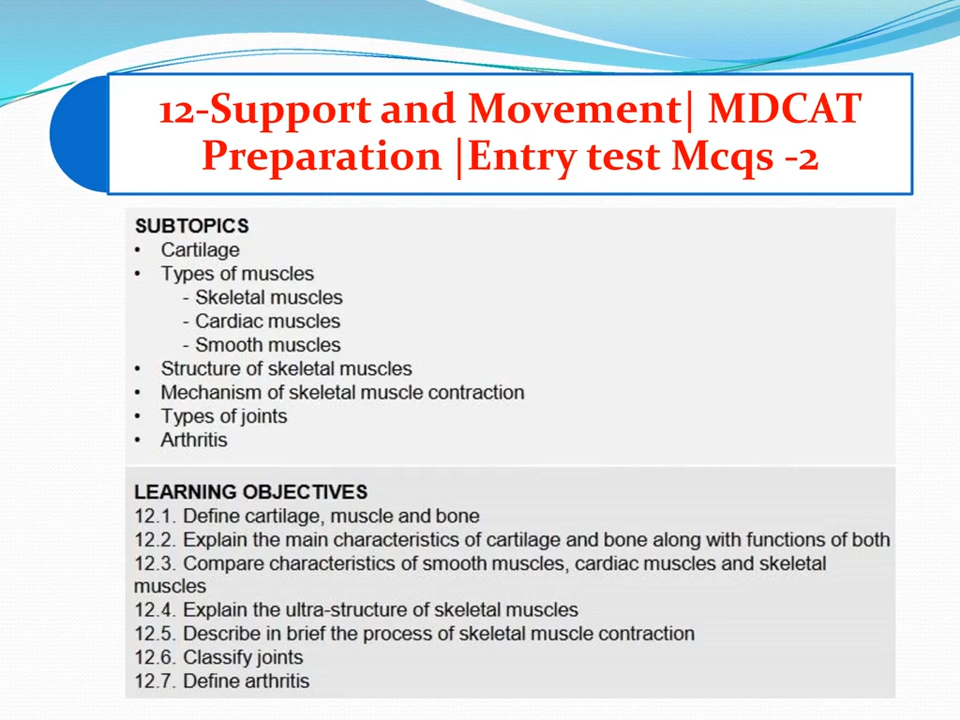 12-Support and Movement| MDCAT
Preparation |Entry test Mcqs -2
SUBTOPICS
• Cartilage
• Types of muscles
- Skeletal muscles
- Cardiac muscles
- Smooth muscles
• Structure of skeletal muscles
• Mechanism of skeletal muscle contraction
• Types of joints
• Arthritis
LEARNING OBJECTIVES
12.1. Define cartilage, muscle and bone
12.2. Explain the main characteristics of cartilage and bone along with functions of both
12.3. Compare characteristics of smooth muscles, cardiac muscles and skeletal
muscles
12.4. Explain the ultra-structure of skeletal muscles
12.5. Describe in brief the process of skeletal muscle contraction
12.6. Classify joints
12.7. Define arthritis